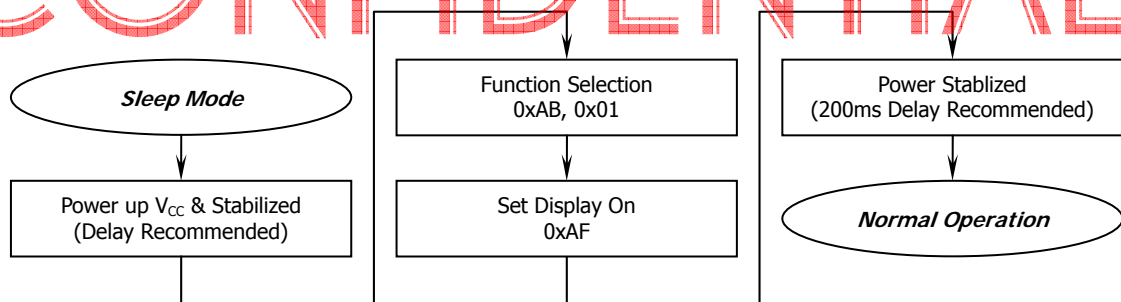 CONFIDENTIAL
Sleep Mode
Power up VCC & Stabilized
(Delay Recommended)
Function Selection
0xAB, 0x01
Set Display On
0xAF
Power Stablized
(200ms Delay Recommended)
Normal Operation